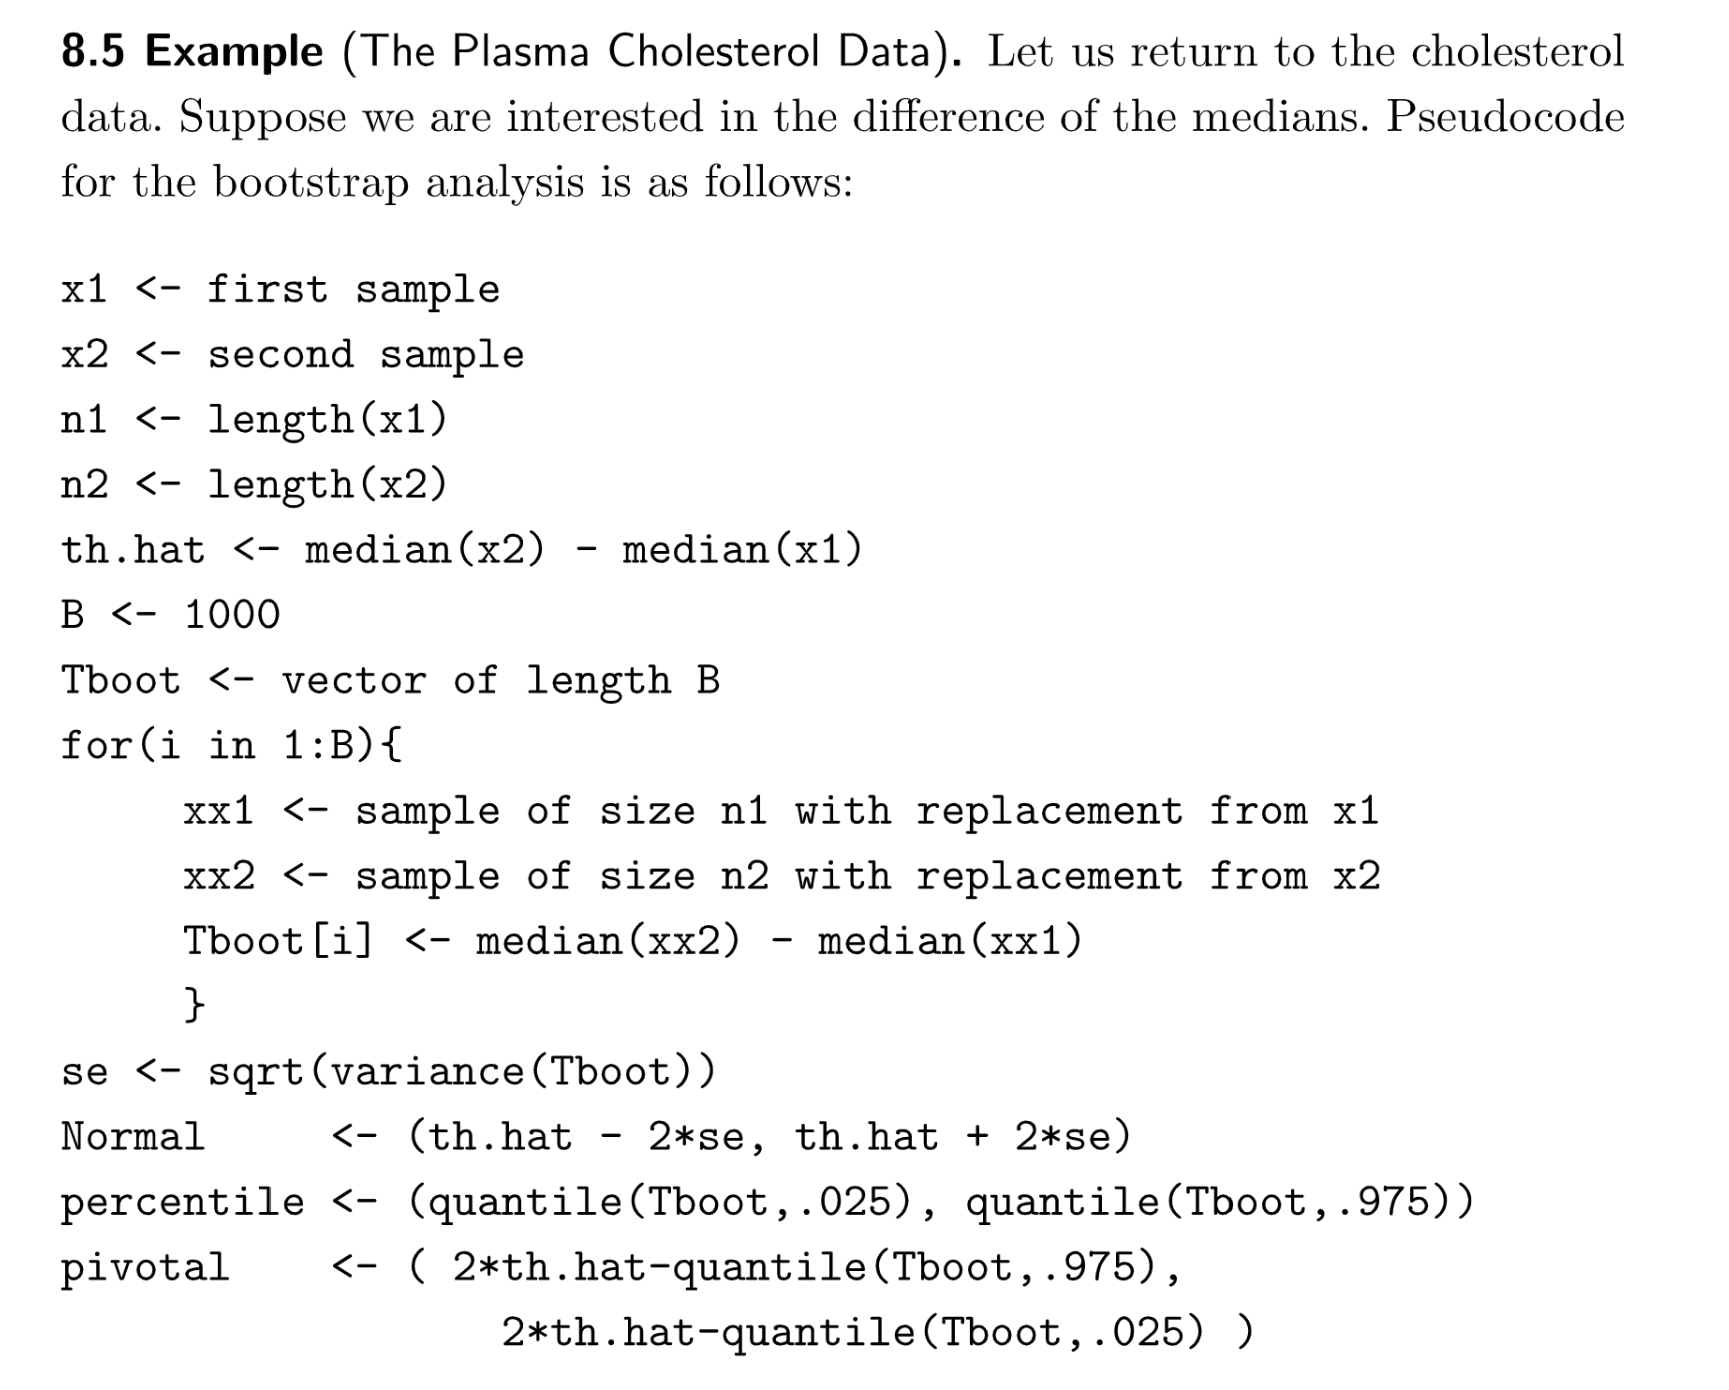 8.5 Example (The Plasma Cholesterol Data). Let us return to the cholesterol
data. Suppose we are interested in the difference of the medians. Pseudocode
for the bootstrap analysis is as follows:
x1 <- first sample
x2 <- second sample
n1 <- length(x1)
n2 <- length(x2)
th.hat <- median(x2) - median(x1)
B <- 1000
Tboot <- vector of length B
for(i in 1:B){
     xx1 <- sample of size n1 with replacement from x1
     xx2 <- sample of size n2 with replacement from x2
     Tboot[i] <- median(xx2) - median(xx1)
     }
se <- sqrt(variance(Tboot))
Normal     <- (th.hat - 2*se, th.hat + 2*se)
percentile <- (quantile(Tboot,.025), quantile(Tboot,.975))
pivotal    <- ( 2*th.hat-quantile(Tboot,.975),
                  2*th.hat-quantile(Tboot,.025) )